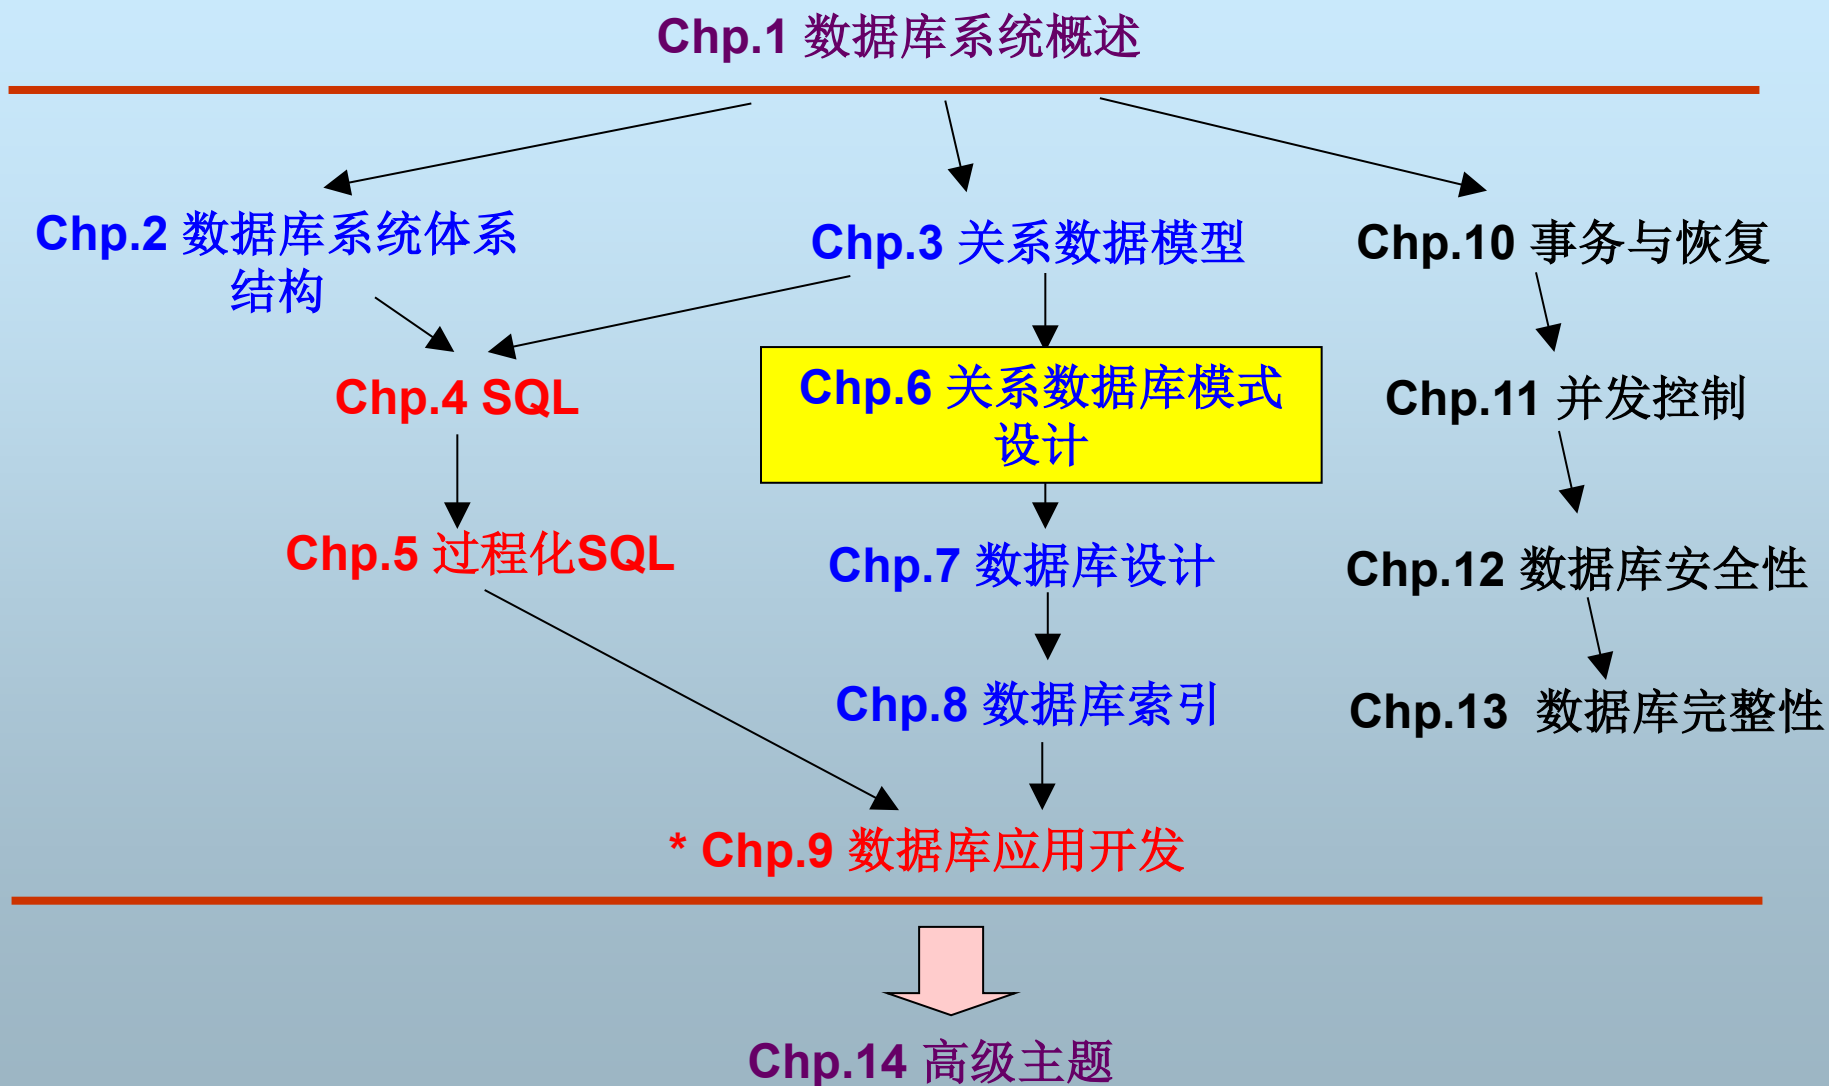 Chp.1 数据库系统概述
Chp.2 数据库系统体系
结构
Chp.3 关系数据模型
Chp.10 事务与恢复
Chp.4 SQL
Chp.6 关系数据库模式
设计
Chp.11 并发控制
Chp.5 过程化SQL
Chp.7 数据库设计
Chp.12 数据库安全性
Chp.8 数据库索引
Chp.13 数据库完整性
* Chp.9 数据库应用开发
Chp.14 高级主题